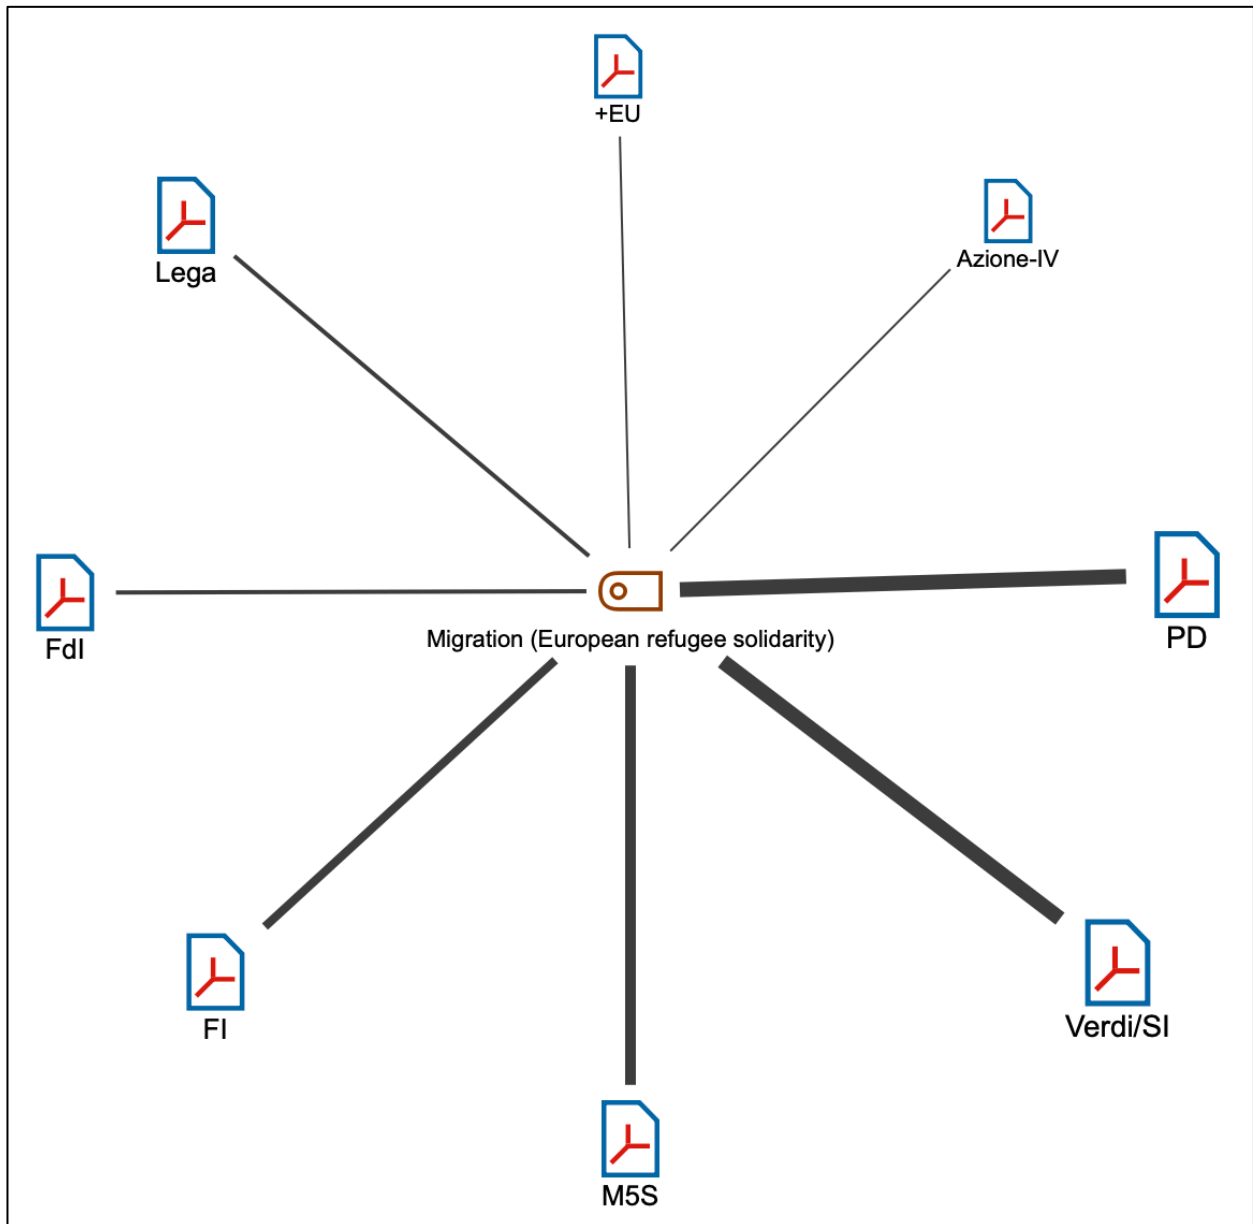 +EU
Lega
Azione-IV
FdI
Migration (European refugee solidarity)
PD
FI
Verdi/SI
M5S